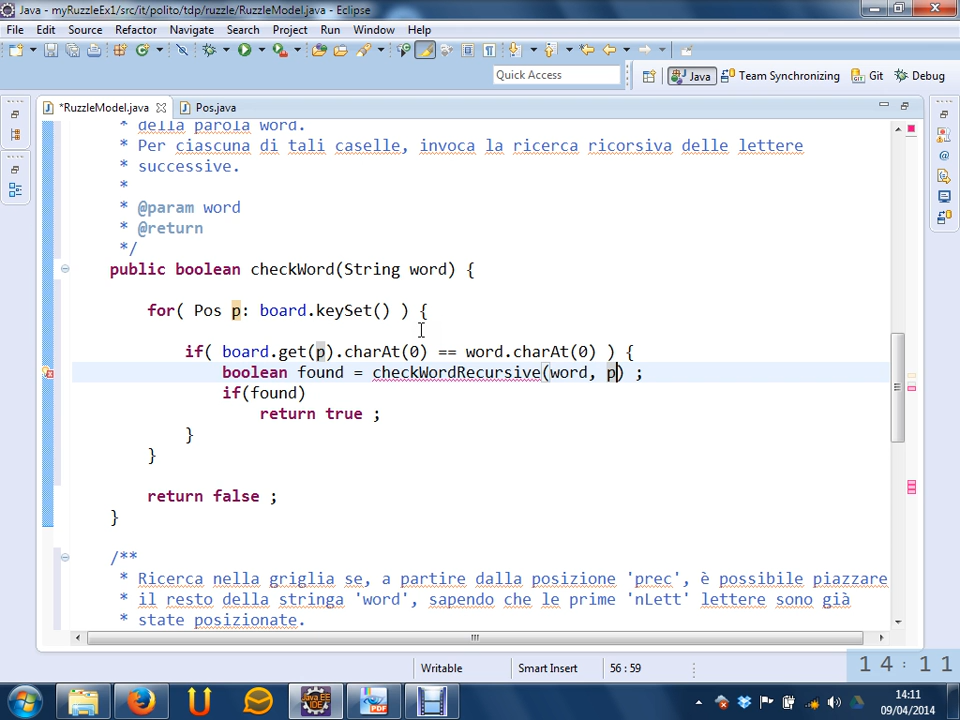 Java - myRuzzleEx1/src/it/polito/tdp/ruzzle/RuzzleModel.java - Eclipse
File Edit Source Refactor Navigate Search Project Run Window Help
Quick Access
Java Team Synchronizing Git Debug
*RuzzleModel.java Pos.java
* della parola word.
* Per ciascuna di tali caselle, invoca la ricerca ricorsiva delle lettere
* successive.
*
* @param word
* @return
*/
public boolean checkWord(String word) {
for( Pos p: board.keySet() ) {
if( board.get(p).charAt(0) == word.charAt(0) ) {
boolean found = checkWordRecursive(word, p) ;
if(found)
return true ;
}
}
return false ;
}
/**
* Ricerca nella griglia se, a partire dalla posizione 'prec', è possibile piazzare
* il resto della stringa 'word', sapendo che le prime 'nLett' lettere sono già
* state posizionate.
Writable Smart Insert 56 : 59
14:11
14:11
09/04/2014